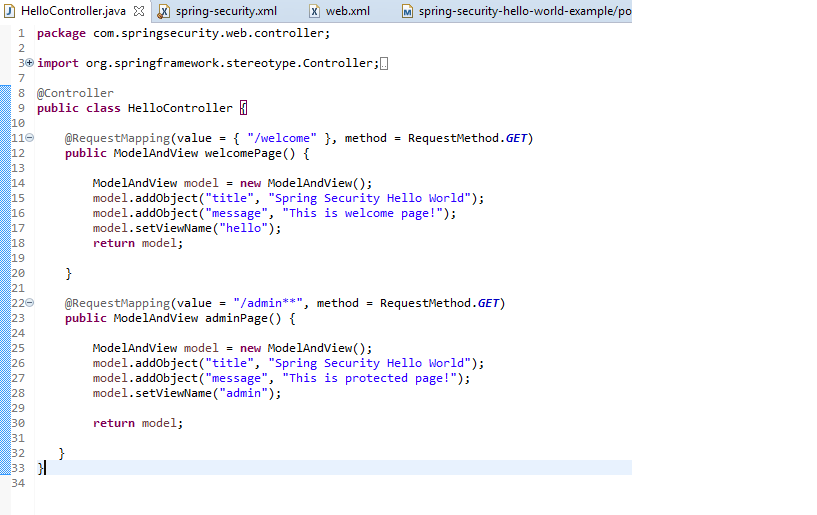 HelloController.java spring-security.xml web.xml spring-security-hello-world-example/po
1 package com.springsecurity.web.controller;
2
3 import org.springframework.stereotype.Controller;
7
8 @Controller
9 public class HelloController {
10
11 @RequestMapping(value = { "/welcome" }, method = RequestMethod.GET)
12 public ModelAndView welcomePage() {
13
14 ModelAndView model = new ModelAndView();
15 model.addObject("title", "Spring Security Hello World");
16 model.addObject("message", "This is welcome page!");
17 model.setViewName("hello");
18 return model;
19
20 }
21
22 @RequestMapping(value = "/admin**", method = RequestMethod.GET)
23 public ModelAndView adminPage() {
24
25 ModelAndView model = new ModelAndView();
26 model.addObject("title", "Spring Security Hello World");
27 model.addObject("message", "This is protected page!");
28 model.setViewName("admin");
29
30 return model;
31
32 }
33 }
34